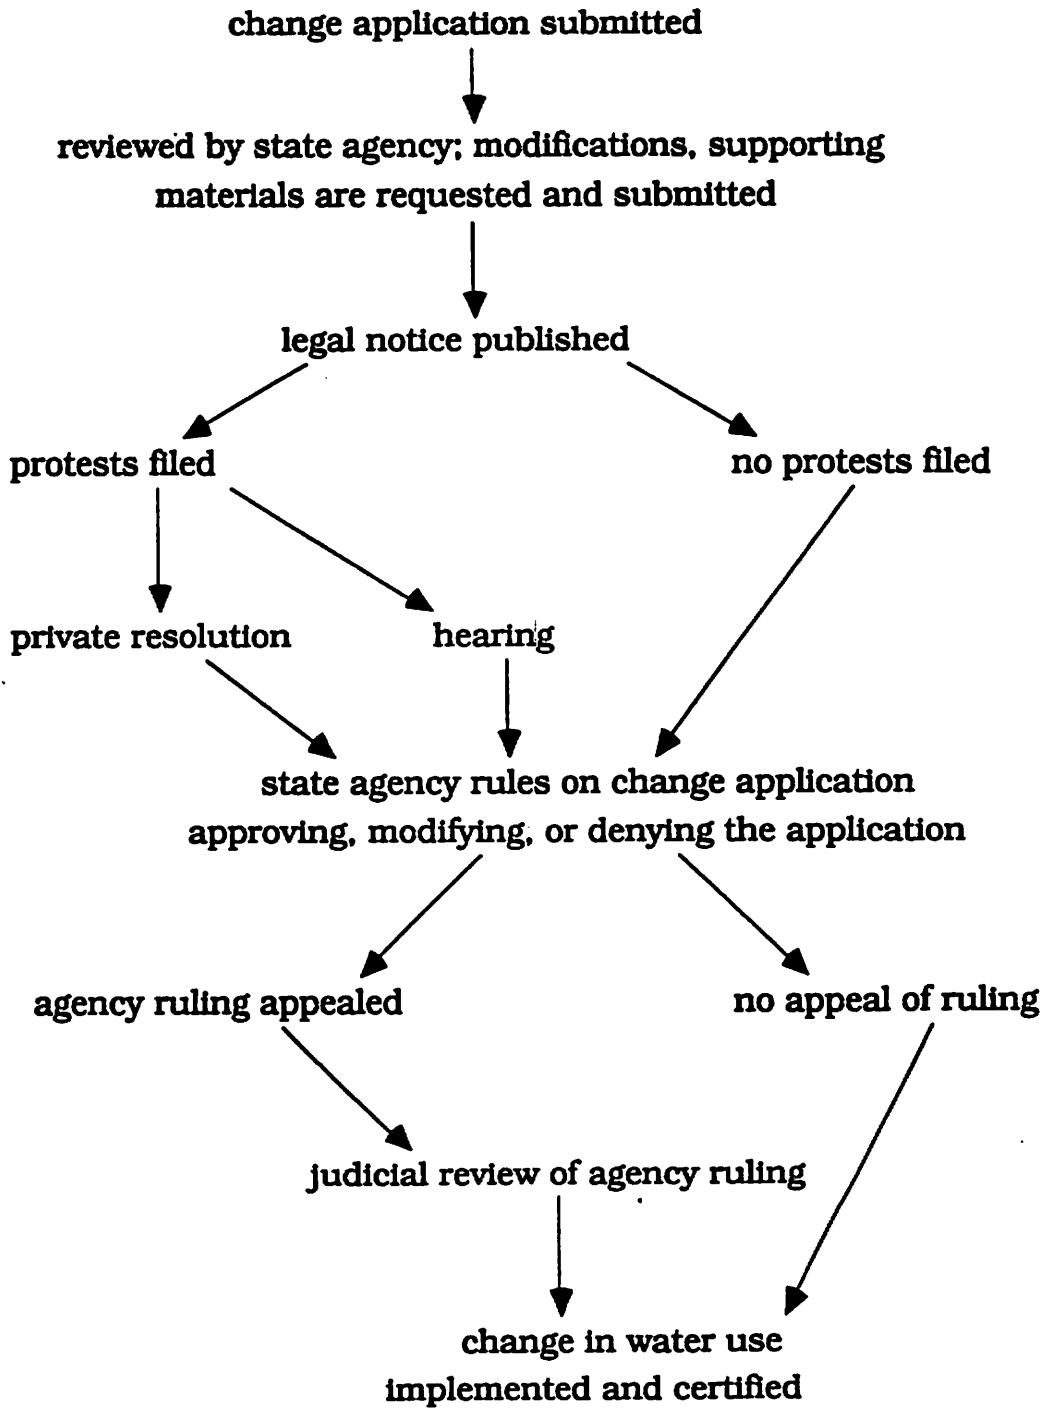 change application submitted
reviewed by state agency; modifications, supporting
materials are requested and submitted
legal notice published
protests filed
no protests filed
private resolution
hearing
state agency rules on change application
approving, modifying, or denying the application
agency ruling appealed
no appeal of ruling
judicial review of agency ruling
change in water use
implemented and certified